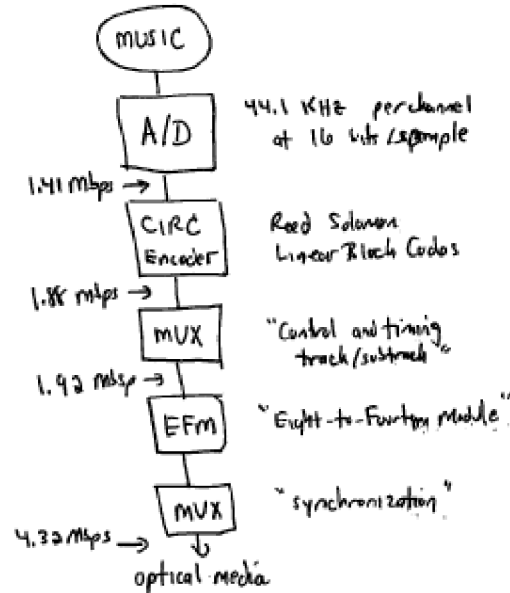 MUSIC
A/D
44.1 KHz per channel
at 16 bits/sample
1.41 Mbps →
CIRC
Encoder
Reed Solomon
Linear Block Codes
1.88 Mbps →
MUX
"Control and timing
track/subtrack"
1.92 Mbsp →
EFM
"Eight-to-Fourteen Module"
MUX
"synchronization"
4.32 Mbps →
optical media